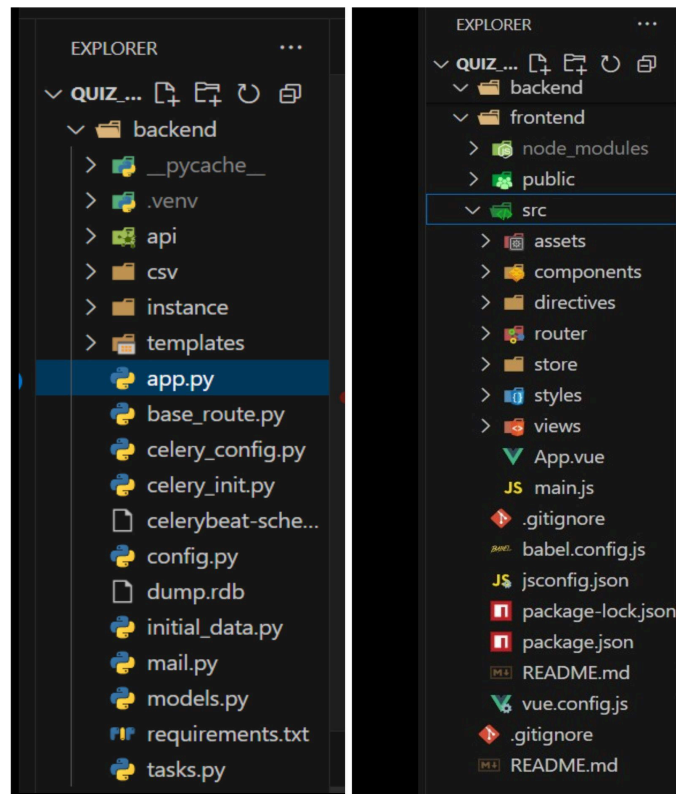 EXPLORER
QUIZ_...
backend
__pycache__
.venv
api
csv
instance
templates
app.py
base_route.py
celery_config.py
celery_init.py
celerybeat-sche...
config.py
dump.rdb
initial_data.py
mail.py
models.py
requirements.txt
tasks.py
EXPLORER
QUIZ_...
backend
frontend
node_modules
public
src
assets
components
directives
router
store
styles
views
App.vue
JS main.js
.gitignore
BABEL babel.config.js
JS jsconfig.json
package-lock.json
package.json
M↓ README.md
vue.config.js
.gitignore
M↓ README.md